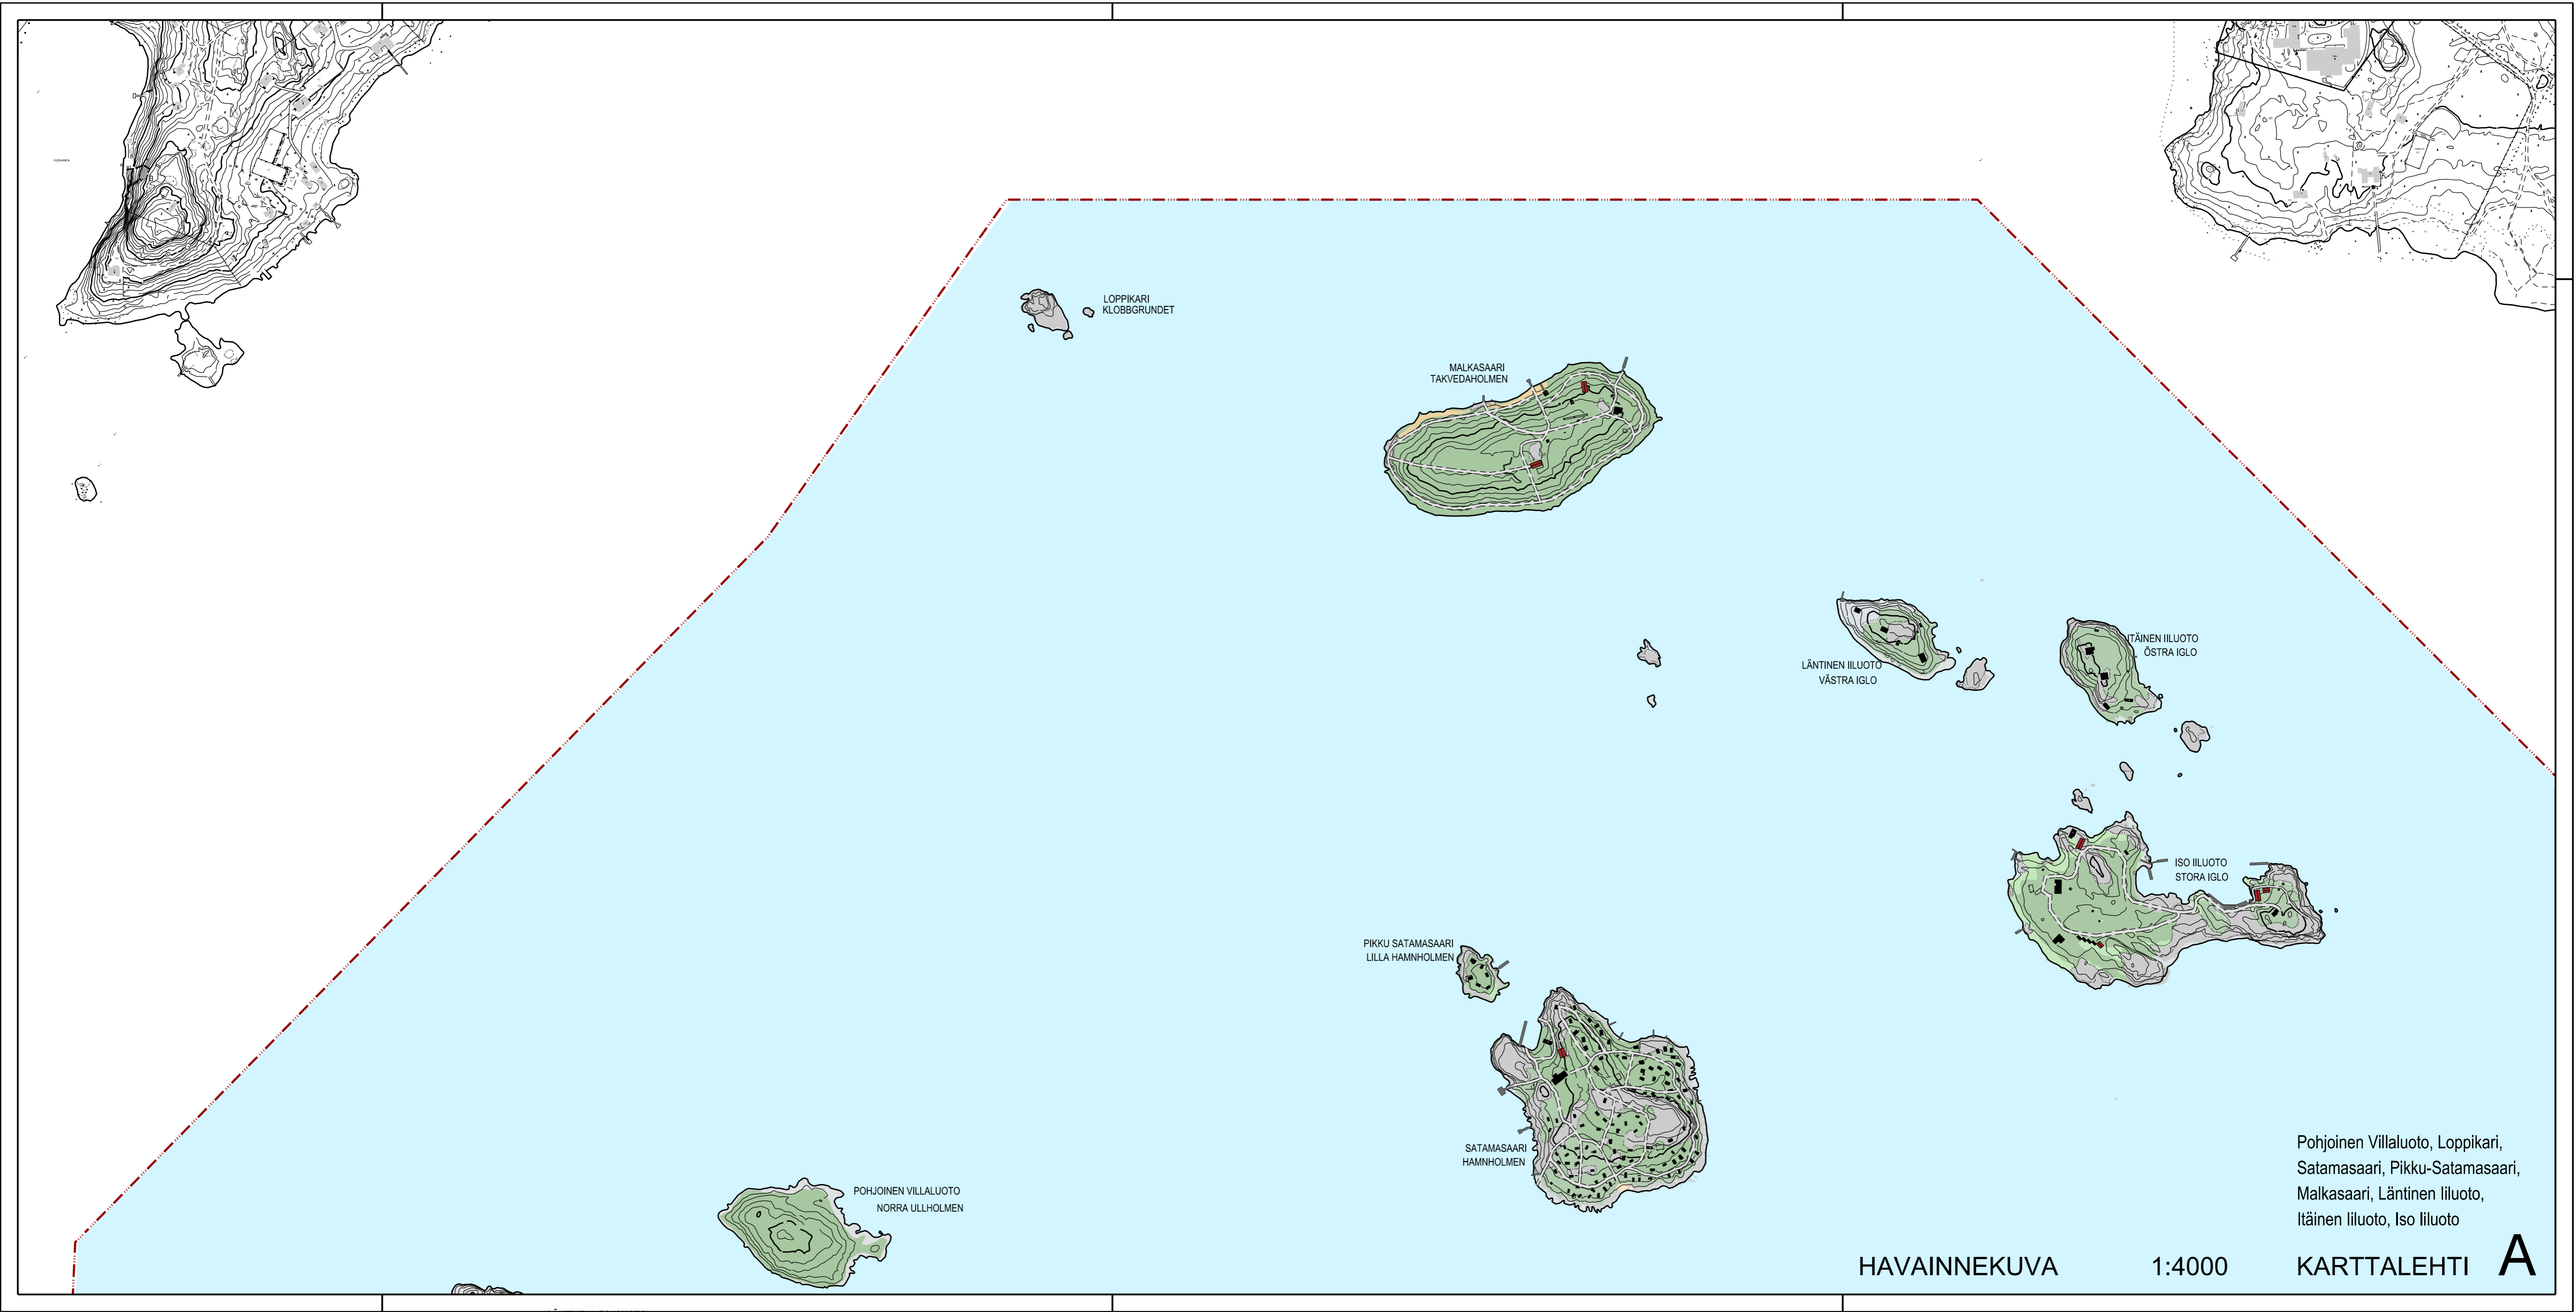 LOPPIKARI
KLOBBGRUNDET
MALKASAARI
TAKVEDAHOLMEN
ITÄINEN IILUOTO
ÖSTRA IGLO
LÄNTINEN IILUOTO
VÄSTRA IGLO
ISO IILUOTO
STORA IGLO
PIKKU SATAMASAARI
LILLA HAMNHOLMEN
SATAMASAARI
HAMNHOLMEN
POHJOINEN VILLALUOTO
NORRA ULLHOLMEN
Pohjoinen Villaluoto, Loppikari,
Satamasaari, Pikku-Satamasaari,
Malkasaari, Läntinen Iiluoto,
Itäinen Iiluoto, Iso Iiluoto
HAVAINNEKUVA 1:4000 KARTTALEHTI A